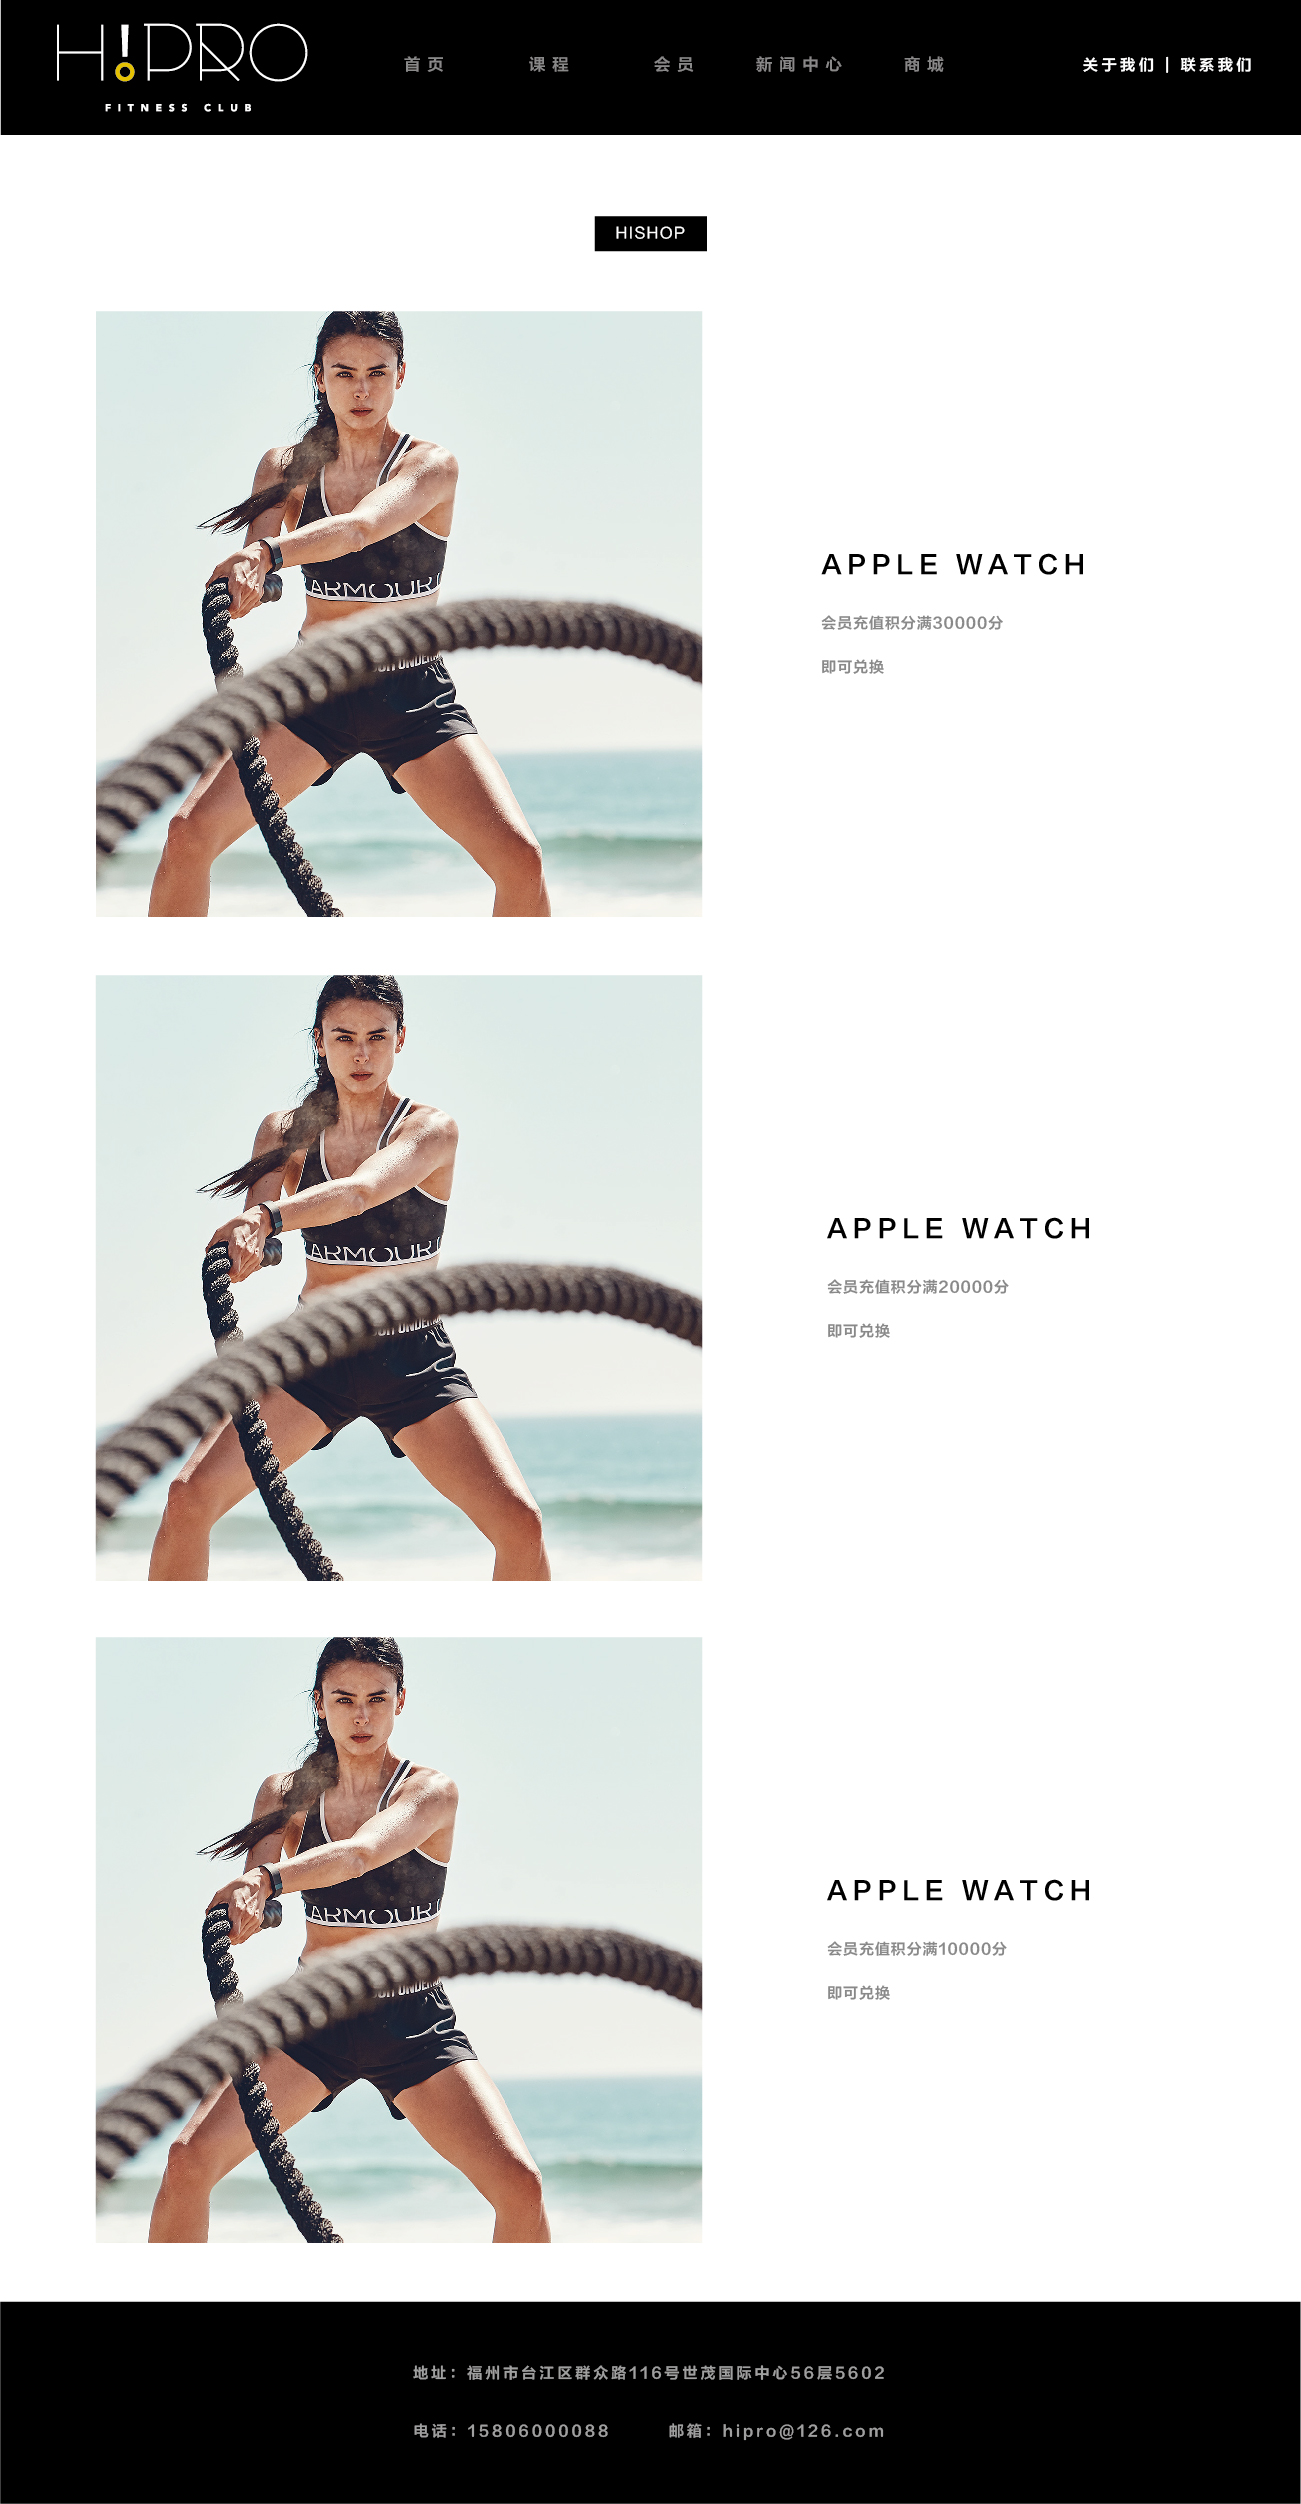 H!PRO
FITNESS CLUB
首页 课程 会员 新闻中心 商城 关于我们 | 联系我们
HISHOP
ARMOUR
APPLE WATCH
会员充值积分满30000分
即可兑换
ARMOUR
APPLE WATCH
会员充值积分满20000分
即可兑换
ARMOUR
APPLE WATCH
会员充值积分满10000分
即可兑换
地址：福州市台江区群众路116号世茂国际中心56层5602
电话：15806000088 邮箱：hipro@126.com